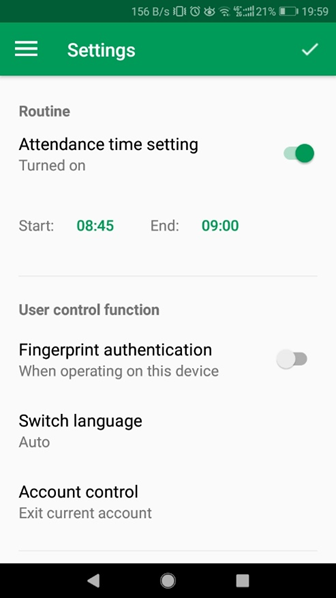 156 B/s 21% 19:59
Settings
Routine
Attendance time setting
Turned on
Start: 08:45 End: 09:00
User control function
Fingerprint authentication
When operating on this device
Switch language
Auto
Account control
Exit current account